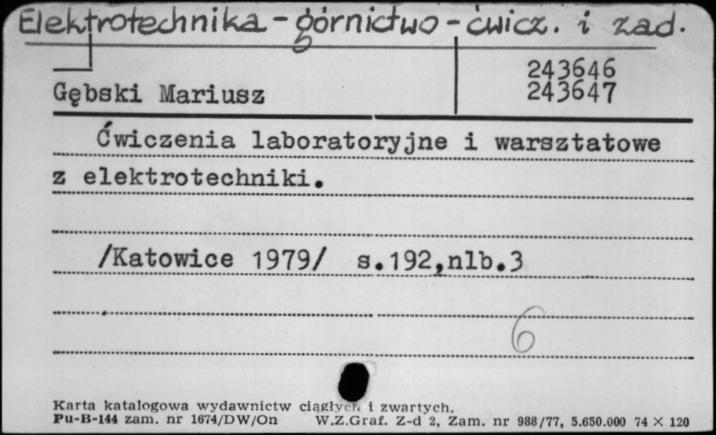 Elektrotechnika - górnictwo - ćwicz. i zad.
243646
Gębski Mariusz 243647
Ćwiczenia laboratoryjne i warsztatowe
z elektrotechniki.
/Katowice 1979/ s.192,nlb.3
6
Karta katalogowa wydawnictw ciągłych i zwartych.
Pu-B-144 zam. nr 1674/DW/On W.Z.Graf. Z-d 2, Zam. nr 988/77, 5.650.000 74 × 120